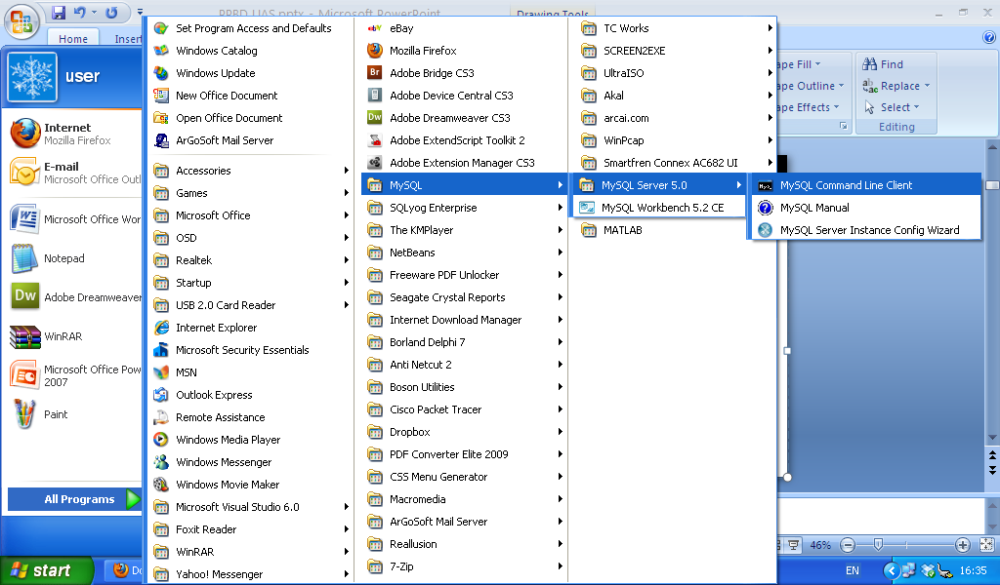 PPBD UAS.pptx - Microsoft PowerPoint
Drawing Tools
Home
Insert
user
Internet
Mozilla Firefox
E-mail
Microsoft Office Outl
Microsoft Office Wor
Notepad
Adobe Dreamweaver
WinRAR
Microsoft Office Pow
2007
Paint
All Programs
start
Set Program Access and Defaults
Windows Catalog
Windows Update
New Office Document
Open Office Document
ArGoSoft Mail Server
Accessories
Games
Microsoft Office
OSD
Realtek
Startup
USB 2.0 Card Reader
Internet Explorer
Microsoft Security Essentials
MSN
Outlook Express
Remote Assistance
Windows Media Player
Windows Messenger
Windows Movie Maker
Microsoft Visual Studio 6.0
Foxit Reader
WinRAR
Yahoo! Messenger
eBay
Mozilla Firefox
Adobe Bridge CS3
Adobe Device Central CS3
Adobe Dreamweaver CS3
Adobe ExtendScript Toolkit 2
Adobe Extension Manager CS3
MySQL
SQLyog Enterprise
The KMPlayer
NetBeans
Freeware PDF Unlocker
Seagate Crystal Reports
Internet Download Manager
Borland Delphi 7
Anti Netcut 2
Boson Utilities
Cisco Packet Tracer
Dropbox
PDF Converter Elite 2009
CSS Menu Generator
Macromedia
ArGoSoft Mail Server
Reallusion
7-Zip
TC Works
SCREEN2EXE
UltraISO
Akal
arcai.com
WinPcap
Smartfren Connex AC682 UI
MySQL Server 5.0
MySQL Workbench 5.2 CE
MATLAB
MySQL Command Line Client
MySQL Manual
MySQL Server Instance Config Wizard
ape Fill
ape Outline
ape Effects
Find
Replace
Select
Editing
46%
EN
16:35